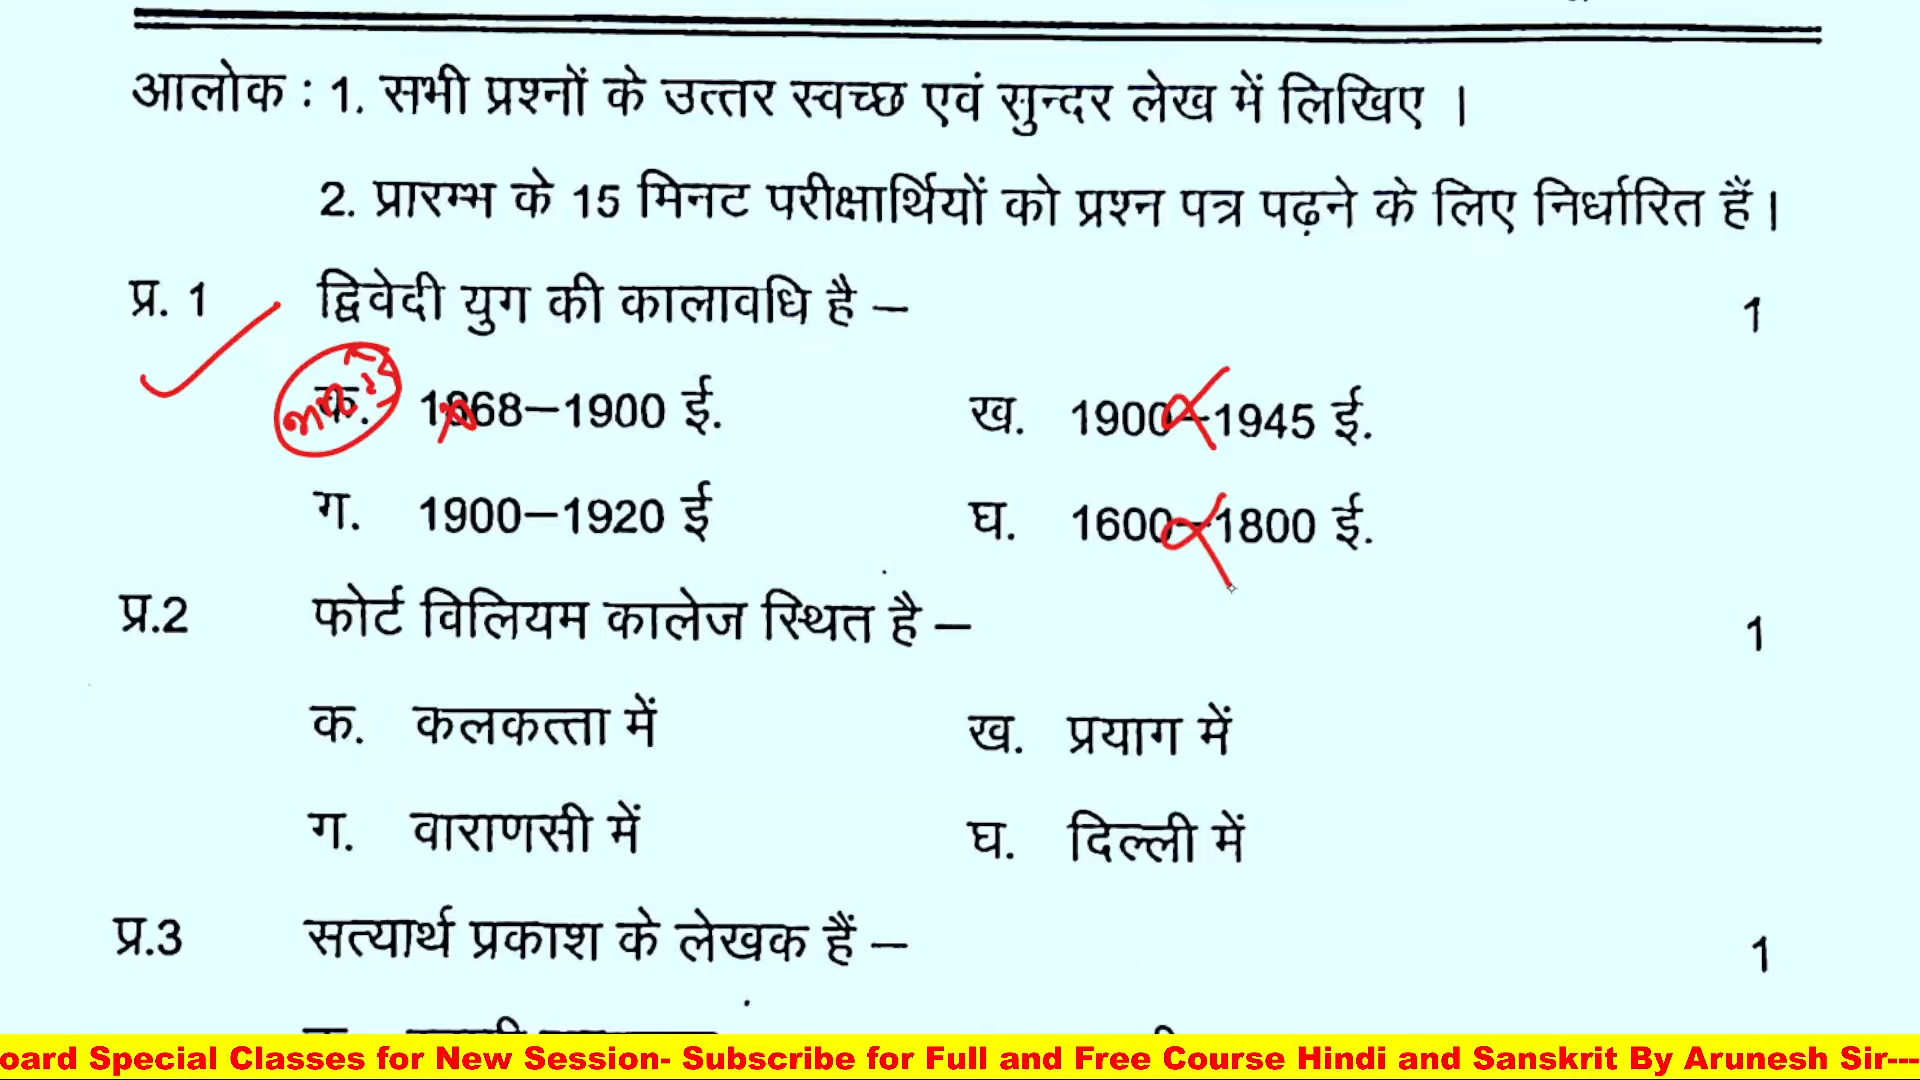 आलोक : 1. सभी प्रश्नों के उत्तर स्वच्छ एवं सुन्दर लेख में लिखिए ।
2. प्रारम्भ के 15 मिनट परीक्षार्थियों को प्रश्न पत्र पढ़ने के लिए निर्धारित हैं।
प्र. 1 द्विवेदी युग की कालावधि है – 1
क. 1868–1900 ई. ख. 1900–1945 ई.
ग. 1900–1920 ई घ. 1600–1800 ई.
प्र.2 फोर्ट विलियम कालेज स्थित है – 1
क. कलकत्ता में ख. प्रयाग में
ग. वाराणसी में घ. दिल्ली में
प्र.3 सत्यार्थ प्रकाश के लेखक हैं – 1
oard Special Classes for New Session- Subscribe for Full and Free Course Hindi and Sanskrit By Arunesh Sir---